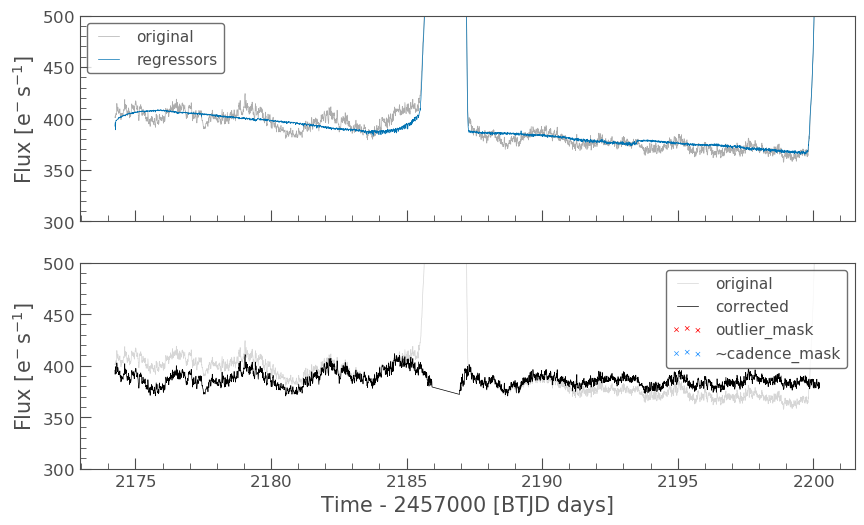 500
450
400
350
300
Flux [e⁻ s⁻¹]
original
regressors
500
450
400
350
300
Flux [e⁻ s⁻¹]
original
corrected
outlier_mask
~cadence_mask
2175 2180 2185 2190 2195 2200
Time - 2457000 [BTJD days]